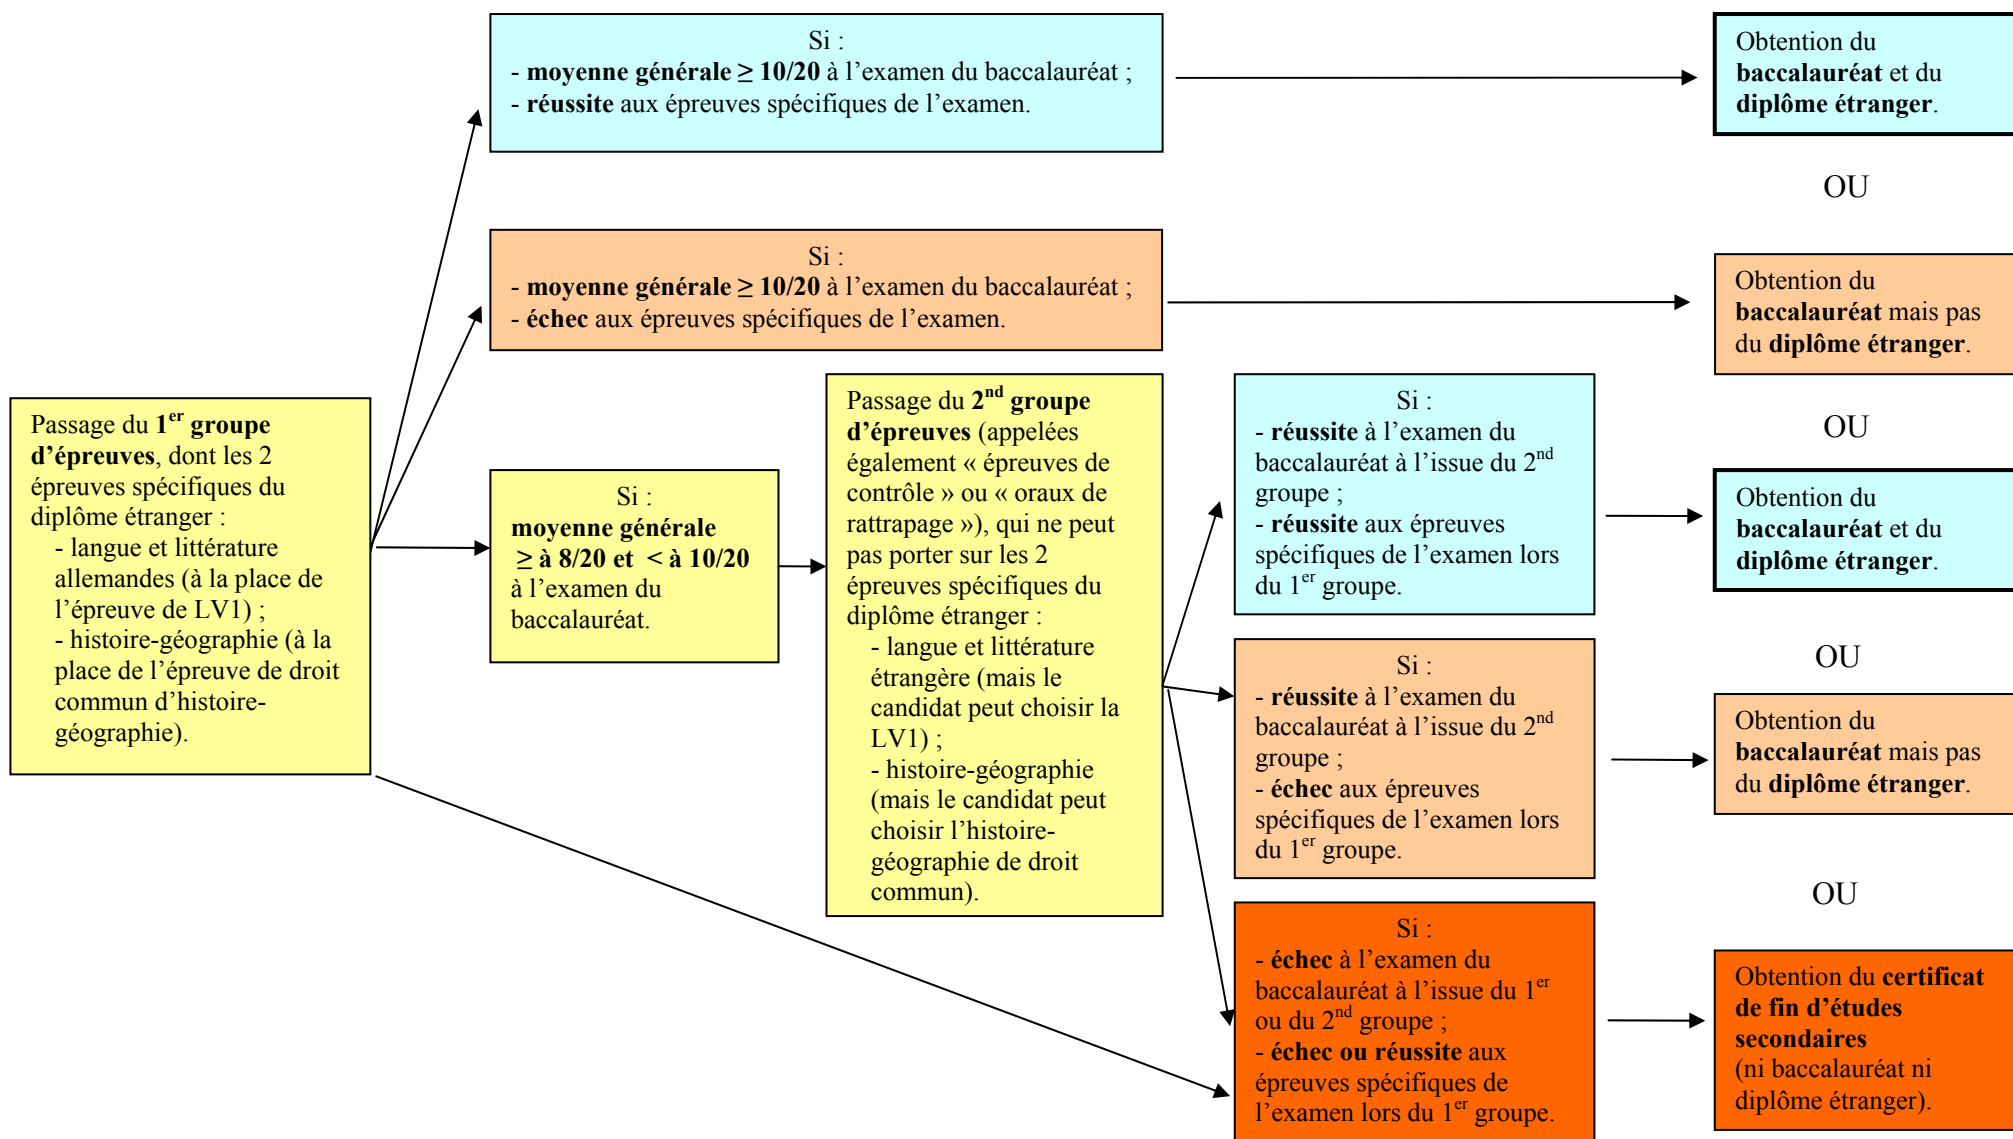 Si :
- moyenne générale ≥ 10/20 à l’examen du baccalauréat ;
- réussite aux épreuves spécifiques de l’examen.
Obtention du
baccalauréat et du
diplôme étranger.
OU
Si :
- moyenne générale ≥ 10/20 à l’examen du baccalauréat ;
- échec aux épreuves spécifiques de l’examen.
Obtention du
baccalauréat mais pas
du diplôme étranger.
OU
Passage du 1er groupe
d’épreuves, dont les 2
épreuves spécifiques du
diplôme étranger :
- langue et littérature
allemandes (à la place de
l’épreuve de LV1) ;
- histoire-géographie (à la
place de l’épreuve de droit
commun d’histoire-
géographie).
Si :
moyenne générale
≥ à 8/20 et < à 10/20
à l’examen du
baccalauréat.
Passage du 2nd groupe
d’épreuves (appelées
également « épreuves de
contrôle » ou « oraux de
rattrapage »), qui ne peut
pas porter sur les 2
épreuves spécifiques du
diplôme étranger :
- langue et littérature
étrangère (mais le
candidat peut choisir la
LV1) ;
- histoire-géographie
(mais le candidat peut
choisir l’histoire-
géographie de droit
commun).
Si :
- réussite à l’examen du
baccalauréat à l’issue du 2nd
groupe ;
- réussite aux épreuves
spécifiques de l’examen lors
du 1er groupe.
Obtention du
baccalauréat et du
diplôme étranger.
OU
Si :
- réussite à l’examen du
baccalauréat à l’issue du 2nd
groupe ;
- échec aux épreuves
spécifiques de l’examen lors
du 1er groupe.
Obtention du
baccalauréat mais pas
du diplôme étranger.
OU
Si :
- échec à l’examen du
baccalauréat à l’issue du 1er
ou du 2nd groupe ;
- échec ou réussite aux
épreuves spécifiques de
l’examen lors du 1er groupe.
Obtention du certificat
de fin d’études
secondaires
(ni baccalauréat ni
diplôme étranger).